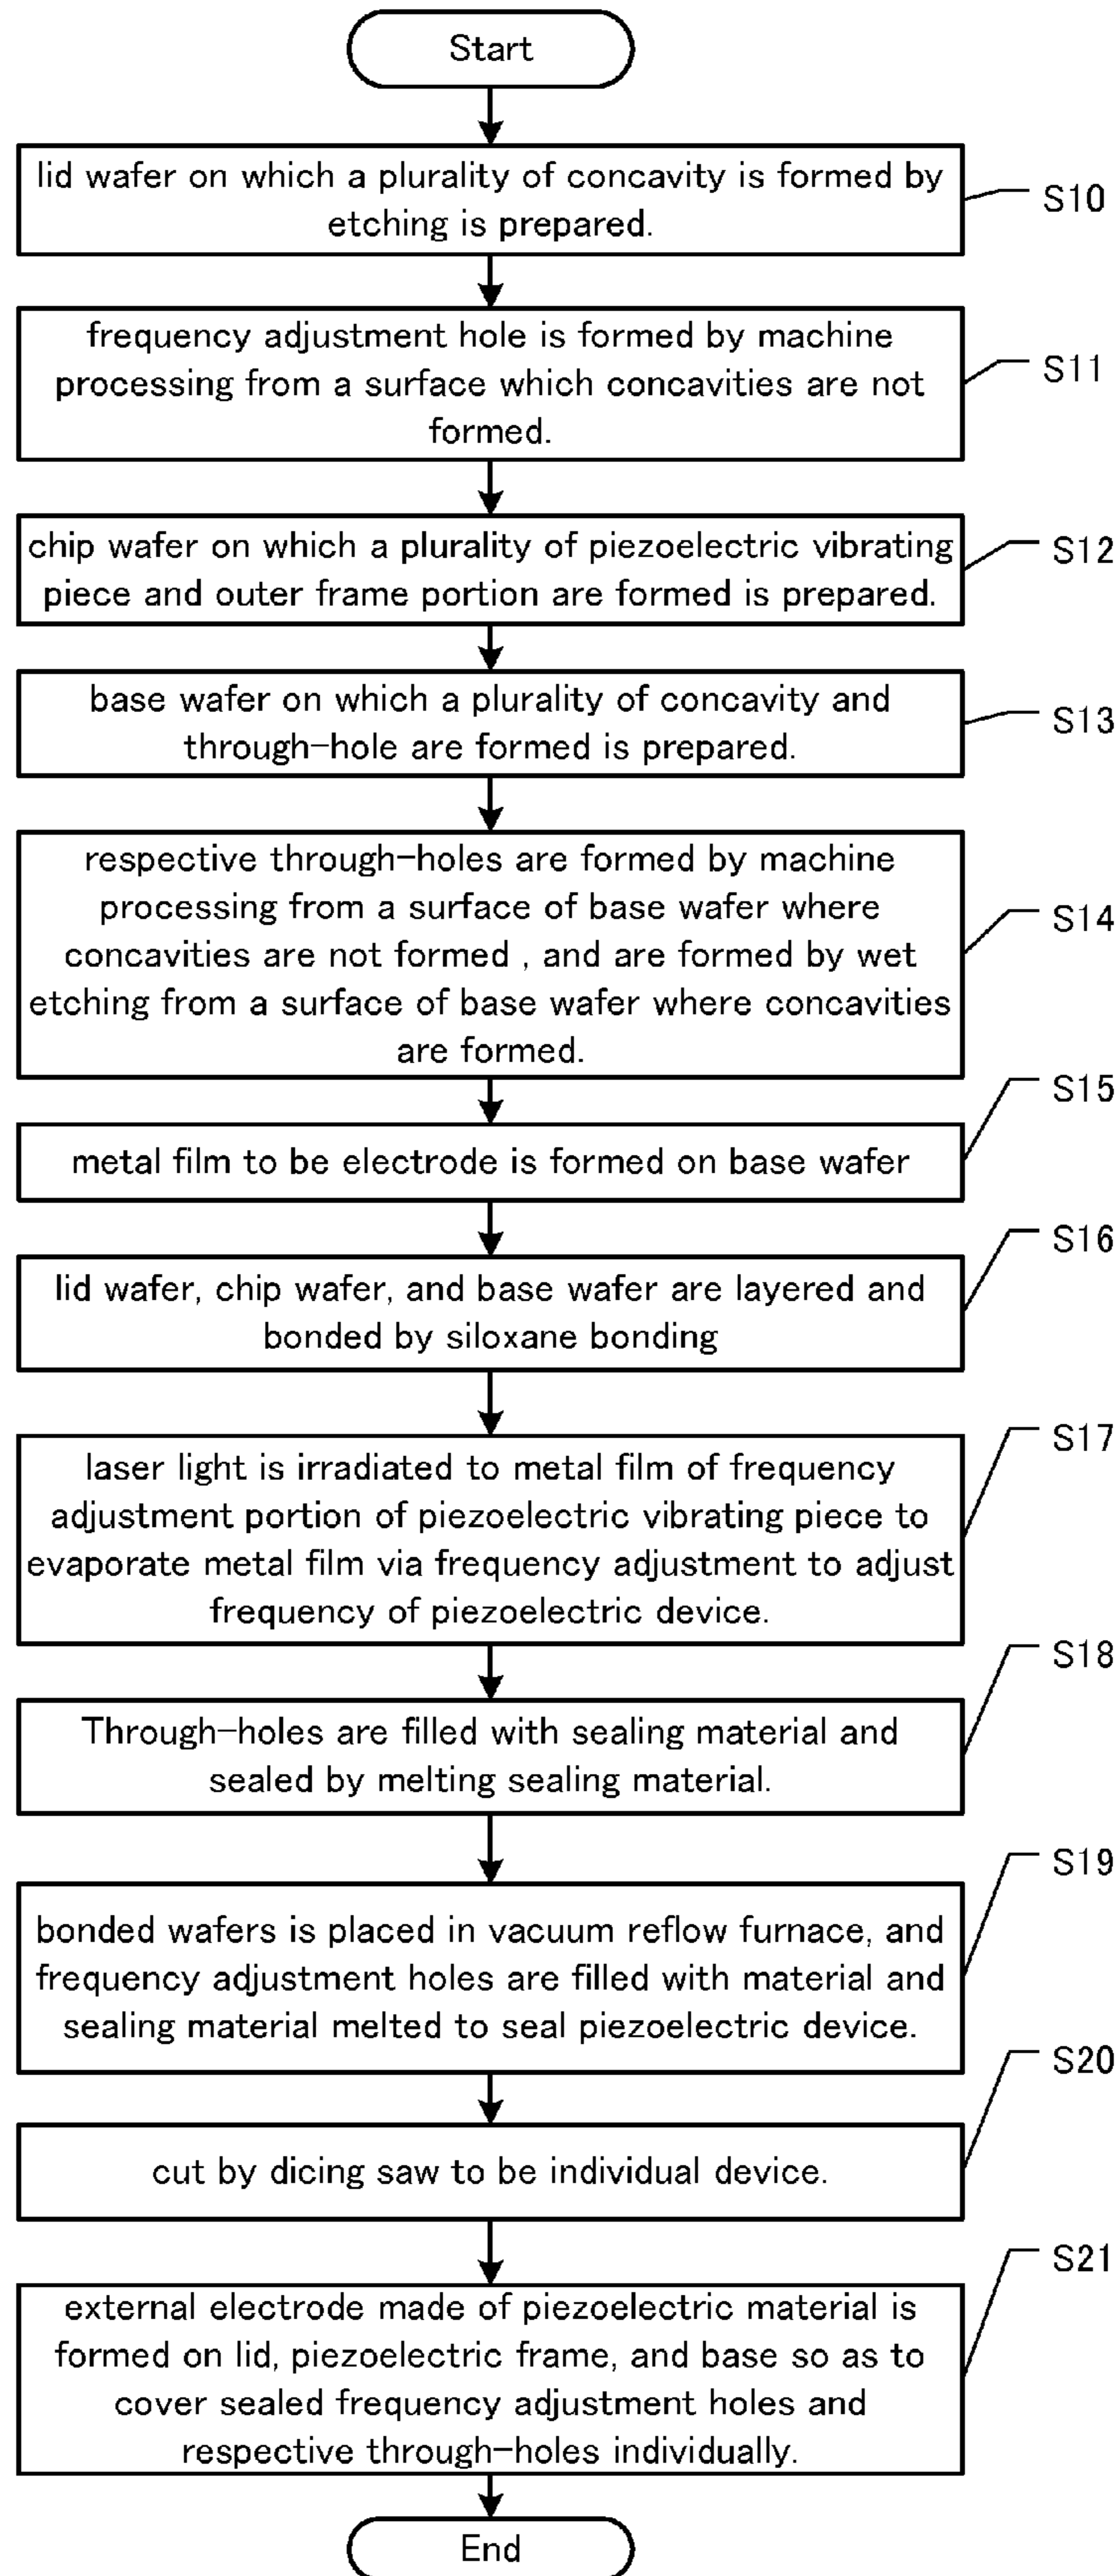 Start
lid wafer on which a plurality of concavity is formed by
etching is prepared.
S10
frequency adjustment hole is formed by machine
processing from a surface which concavities are not
formed.
S11
chip wafer on which a plurality of piezoelectric vibrating
piece and outer frame portion are formed is prepared.
S12
base wafer on which a plurality of concavity and
through-hole are formed is prepared.
S13
respective through-holes are formed by machine
processing from a surface of base wafer where
concavities are not formed , and are formed by wet
etching from a surface of base wafer where concavities
are formed.
S14
metal film to be electrode is formed on base wafer
S15
lid wafer, chip wafer, and base wafer are layered and
bonded by siloxane bonding
S16
laser light is irradiated to metal film of frequency
adjustment portion of piezoelectric vibrating piece to
evaporate metal film via frequency adjustment to adjust
frequency of piezoelectric device.
S17
Through-holes are filled with sealing material and
sealed by melting sealing material.
S18
bonded wafers is placed in vacuum reflow furnace, and
frequency adjustment holes are filled with material and
sealing material melted to seal piezoelectric device.
S19
cut by dicing saw to be individual device.
S20
external electrode made of piezoelectric material is
formed on lid, piezoelectric frame, and base so as to
cover sealed frequency adjustment holes and
respective through-holes individually.
S21
End